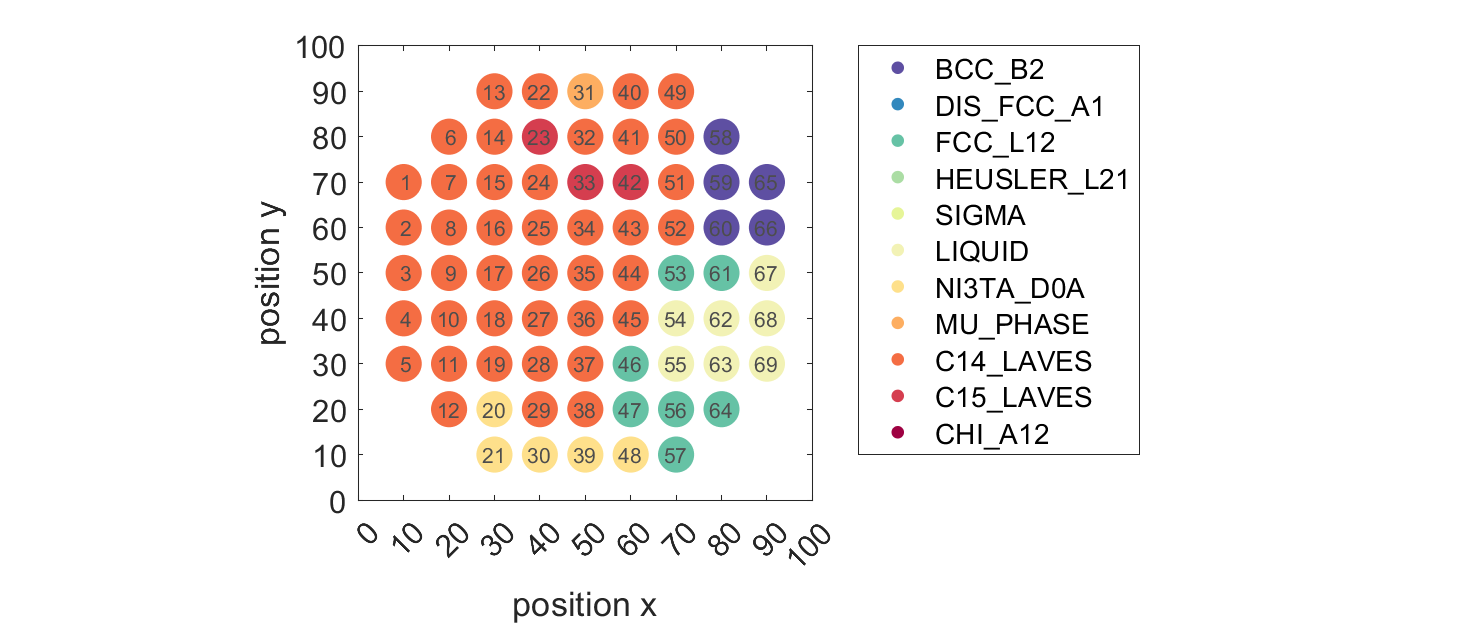 100
90
80
70
60
50
40
30
20
10
0
position y
13 22 31 40 49
6 14 23 32 41 50 58
1 7 15 24 33 42 51 59 65
2 8 16 25 34 43 52 60 66
3 9 17 26 35 44 53 61 67
4 10 18 27 36 45 54 62 68
5 11 19 28 37 46 55 63 69
12 20 29 38 47 56 64
21 30 39 48 57
0 10 20 30 40 50 60 70 80 90 100
position x
BCC_B2
DIS_FCC_A1
FCC_L12
HEUSLER_L21
SIGMA
LIQUID
NI3TA_D0A
MU_PHASE
C14_LAVES
C15_LAVES
CHI_A12